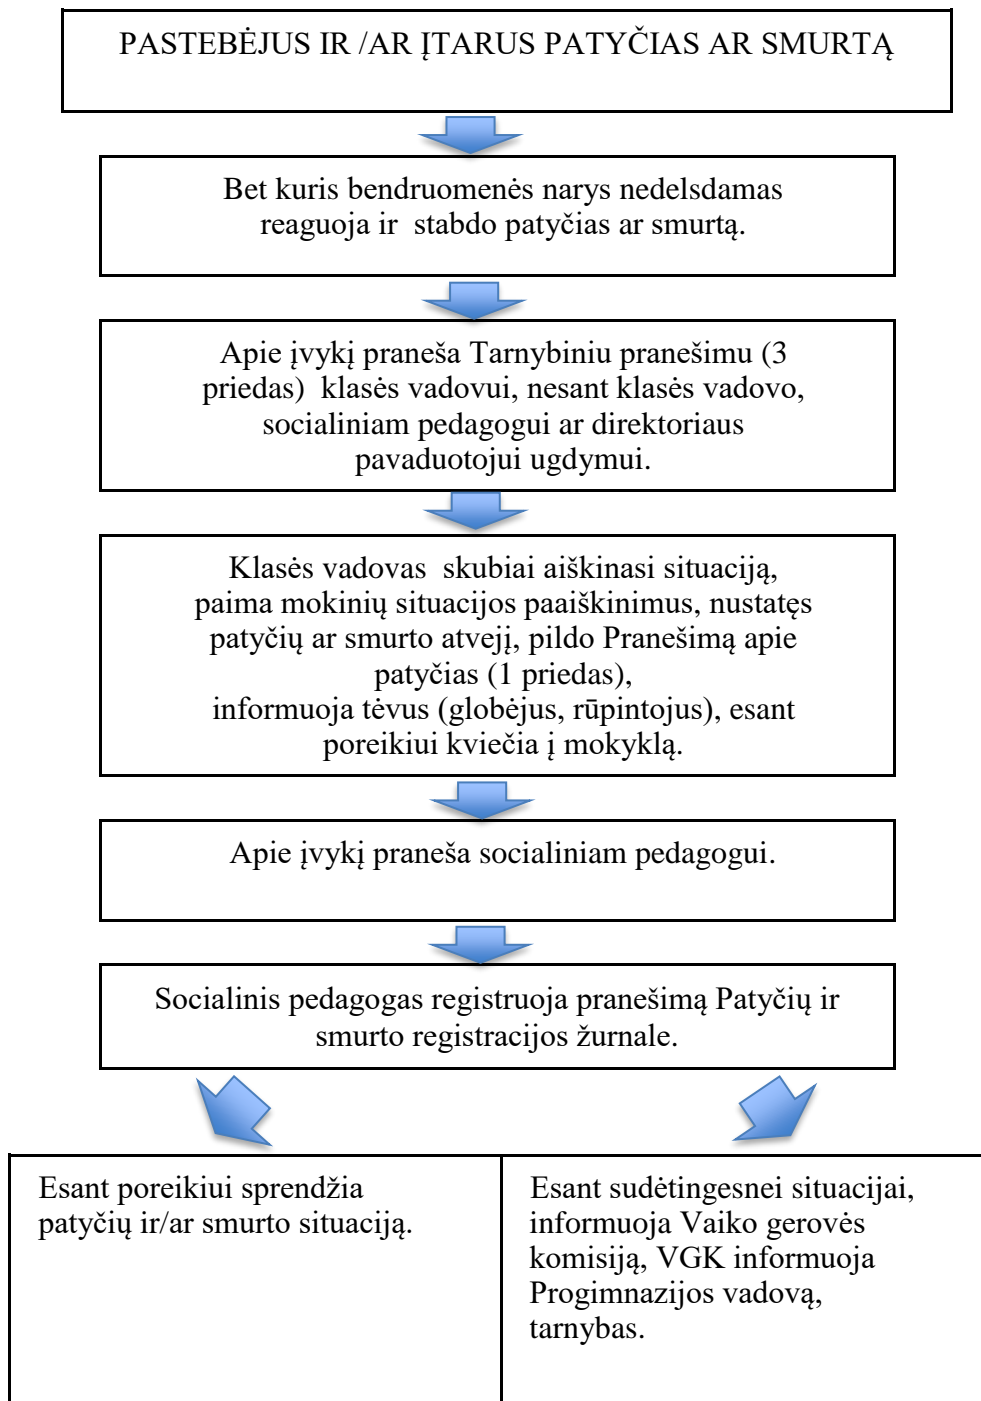 PASTEBĖJUS IR /AR ĮTARUS PATYČIAS AR SMURTĄ
Bet kuris bendruomenės narys nedelsdamas
reaguoja ir stabdo patyčias ar smurtą.
Apie įvykį praneša Tarnybiniu pranešimu (3
priedas) klasės vadovui, nesant klasės vadovo,
socialiniam pedagogui ar direktoriaus
pavaduotojui ugdymui.
Klasės vadovas skubiai aiškinasi situaciją,
paima mokinių situacijos paaiškinimus, nustatęs
patyčių ar smurto atvejį, pildo Pranešimą apie
patyčias (1 priedas),
informuoja tėvus (globėjus, rūpintojus), esant
poreikiui kviečia į mokyklą.
Apie įvykį praneša socialiniam pedagogui.
Socialinis pedagogas registruoja pranešimą Patyčių ir
smurto registracijos žurnale.
Esant poreikiui sprendžia
patyčių ir/ar smurto situaciją.
Esant sudėtingesnei situacijai,
informuoja Vaiko gerovės
komisiją, VGK informuoja
Progimnazijos vadovą,
tarnybas.